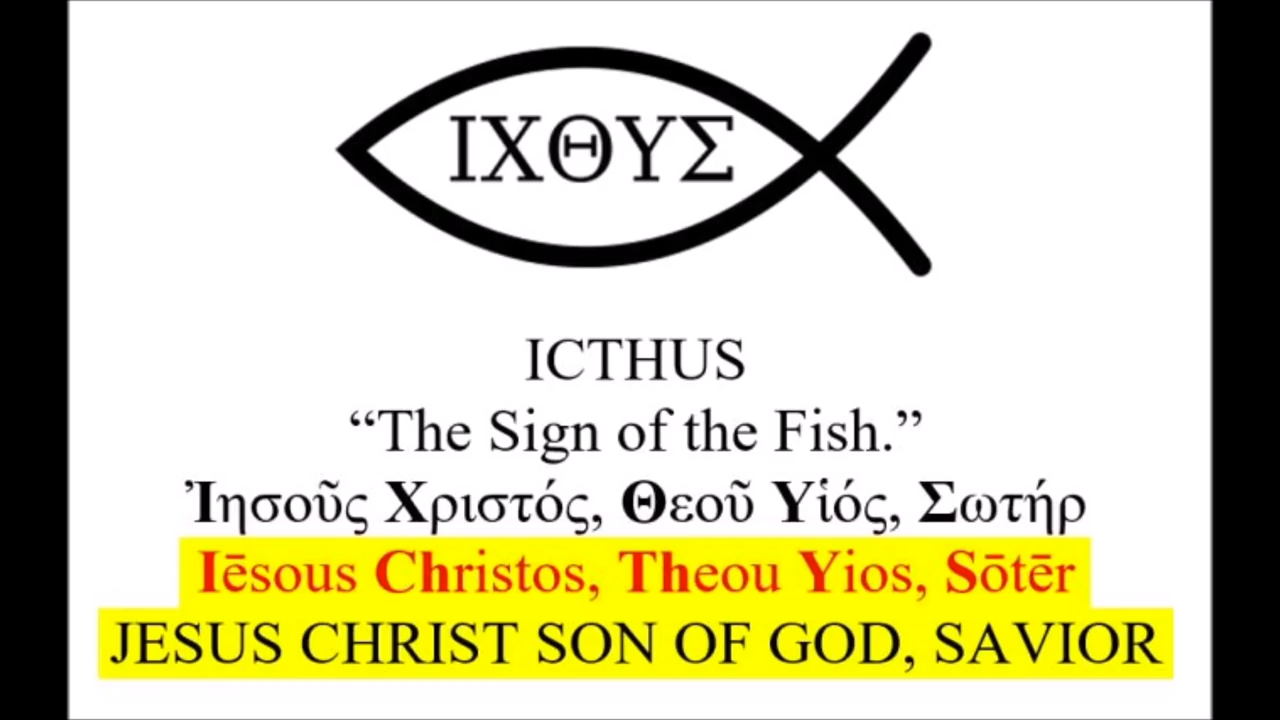 ΙΧΘΥΣ
ICTHUS
“The Sign of the Fish.”
Ἰησοῦς Χριστός, Θεοῦ Υἱός, Σωτήρ
Iēsous Christos, Theou Yios, Sōtēr
JESUS CHRIST SON OF GOD, SAVIOR